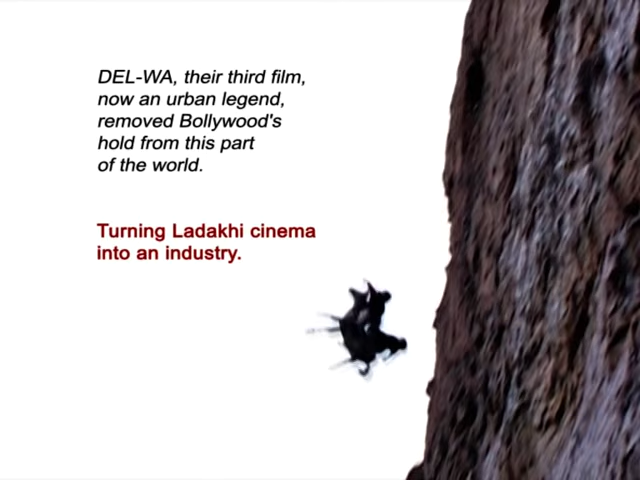 DEL-WA, their third film,
now an urban legend,
removed Bollywood's
hold from this part
of the world.
Turning Ladakhi cinema
into an industry.